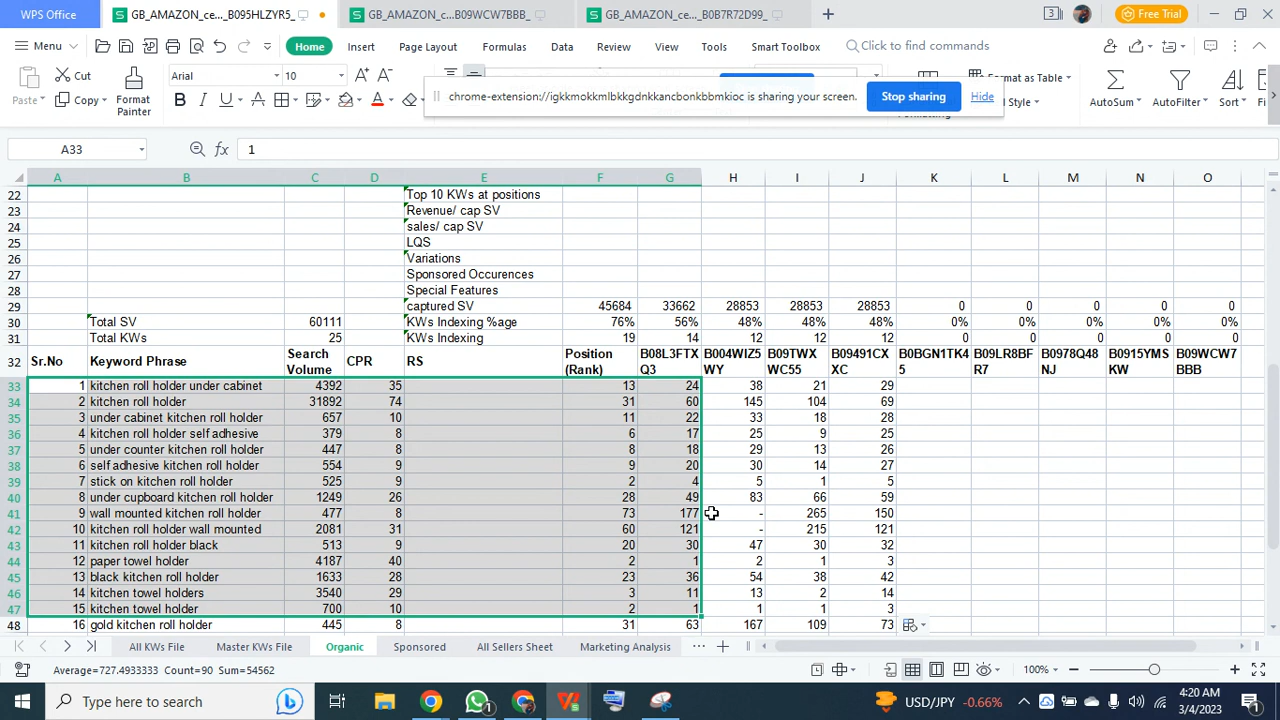 WPS Office GB_AMAZON_ce..._B095HLZYR5_ GB_AMAZON_ce...B09WCW7BBB_ GB_AMAZON_ce..._B0B7R72D99_ + 3 Free Trial
Menu Home Insert Page Layout Formulas Data Review View Tools Smart Toolbox Click to find commands
Paste Cut Copy Format Painter Arial 10 B I U A Format as Table Style AutoSum AutoFilter Sort
chrome-extension://igkkmokkmlbkkgdnkkancbonkbbmkioc is sharing your screen. Stop sharing Hide
A33 fx 1
A B C D E F G H I J K L M N O
22 Top 10 KWs at positions
23 Revenue/ cap SV
24 sales/ cap SV
25 LQS
26 Variations
27 Sponsored Occurences
28 Special Features
29 captured SV 45684 33662 28853 28853 28853 0 0 0 0 0
30 Total SV 60111 KWs Indexing %age 76% 56% 48% 48% 48% 0% 0% 0% 0% 0%
31 Total KWs 25 KWs Indexing 19 14 12 12 12 0 0 0 0 0
32 Sr.No Keyword Phrase Search Volume CPR RS Position (Rank) B08L3FTXQ3 B004WIZ5WY B09TWXWC55 B09491CXXC B0BGN1TK45 B09LR8BFR7 B0978Q48NJ B0915YMSKW B09WCW7BBB
33 1 kitchen roll holder under cabinet 4392 35 13 24 38 21 29
34 2 kitchen roll holder 31892 74 31 60 145 104 69
35 3 under cabinet kitchen roll holder 657 10 11 22 33 18 28
36 4 kitchen roll holder self adhesive 379 8 6 17 25 9 25
37 5 under counter kitchen roll holder 447 8 8 18 29 13 26
38 6 self adhesive kitchen roll holder 554 9 9 20 30 14 27
39 7 stick on kitchen roll holder 525 9 2 4 5 1 5
40 8 under cupboard kitchen roll holder 1249 26 28 49 83 66 59
41 9 wall mounted kitchen roll holder 477 8 73 177 - 265 150
42 10 kitchen roll holder wall mounted 2081 31 60 121 - 215 121
43 11 kitchen roll holder black 513 9 20 30 47 30 32
44 12 paper towel holder 4187 40 2 1 2 1 3
45 13 black kitchen roll holder 1633 28 23 36 54 38 42
46 14 kitchen towel holders 3540 29 3 11 13 2 14
47 15 kitchen towel holder 700 10 2 1 1 1 3
48 16 gold kitchen roll holder 445 8 31 63 167 109 73
All KWs File Master KWs File Organic Sponsored All Sellers Sheet Marketing Analysis ... +
Average=727.4933333 Count=90 Sum=54562 100%
Type here to search 1 USD/JPY -0.66% 4:20 AM
3/4/2023